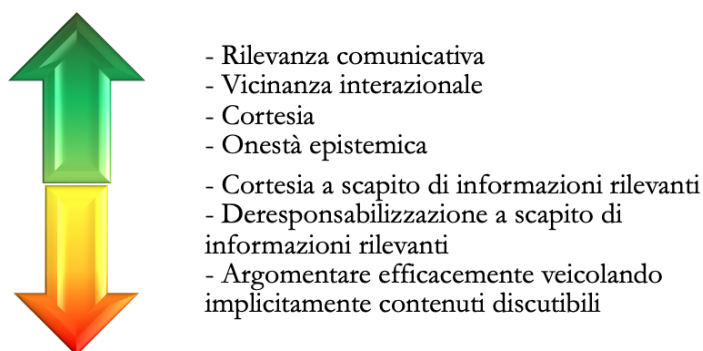 - Rilevanza comunicativa
- Vicinanza interazionale
- Cortesia
- Onestà epistemica
- Cortesia a scapito di informazioni rilevanti
- Deresponsabilizzazione a scapito di
informazioni rilevanti
- Argomentare efficacemente veicolando
implicitamente contenuti discutibili